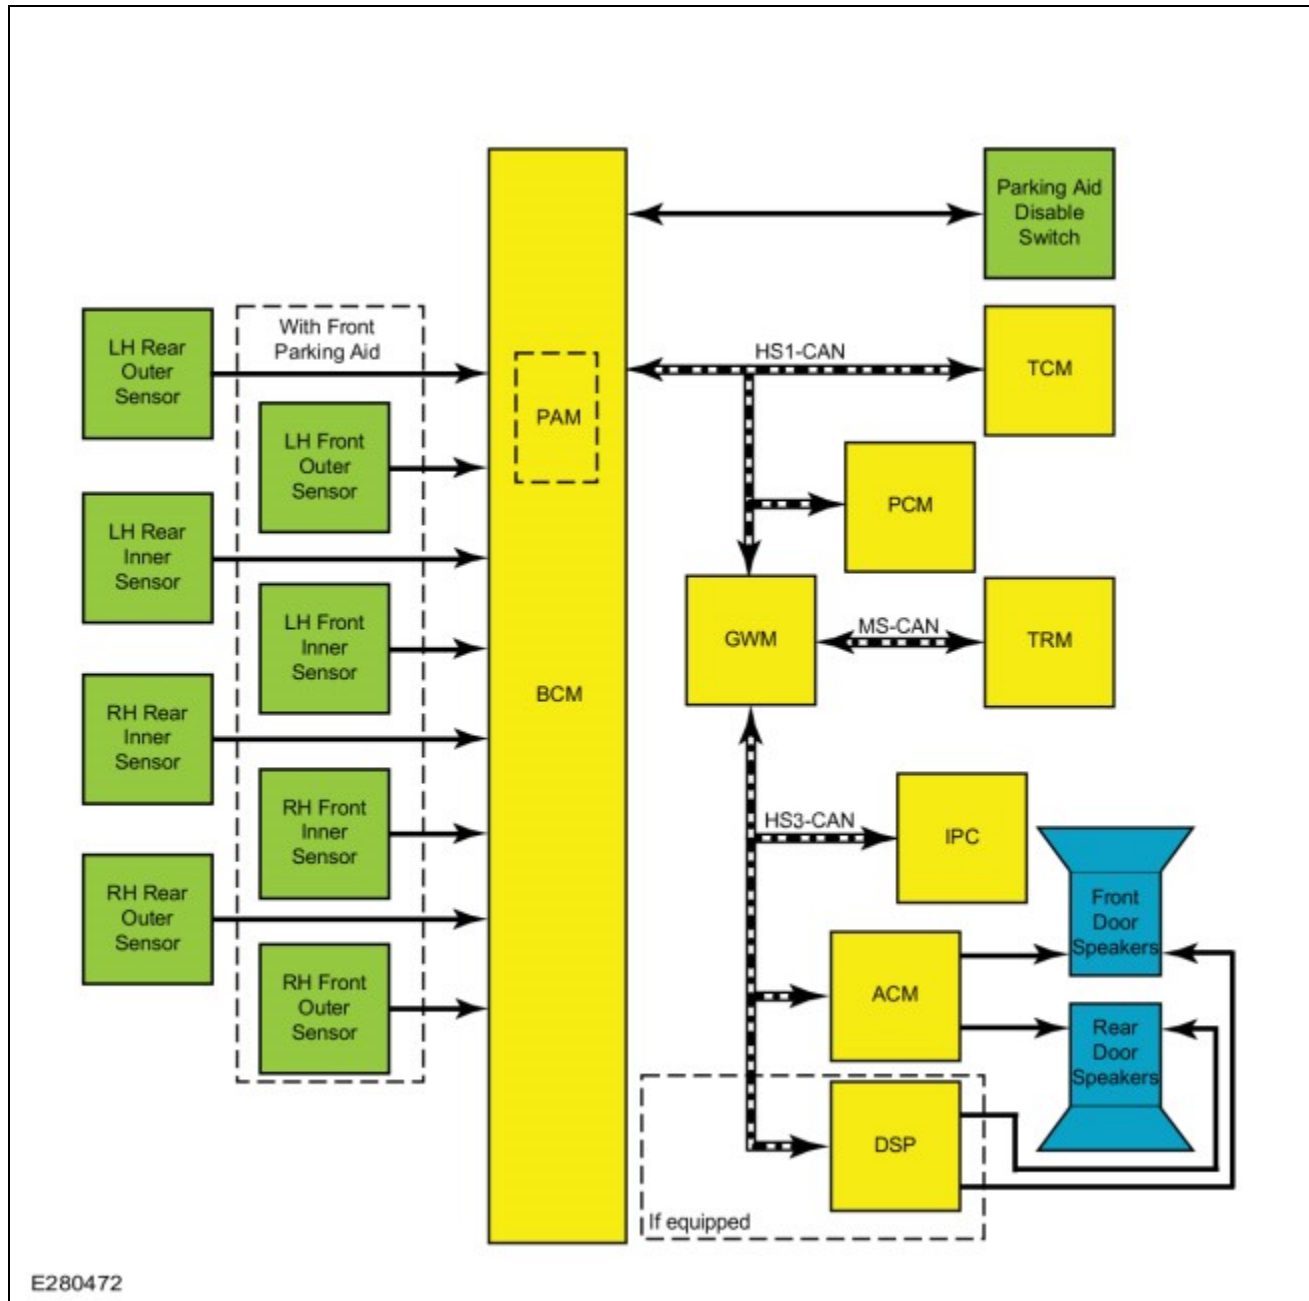 Parking Aid
Disable
Switch
With Front
Parking Aid
LH Rear
Outer
Sensor
HS1-CAN
TCM
PAM
LH Front
Outer
Sensor
LH Rear
Inner
Sensor
PCM
LH Front
Inner
Sensor
GWM
MS-CAN
TRM
BCM
RH Rear
Inner
Sensor
RH Front
Inner
Sensor
HS3-CAN
IPC
RH Rear
Outer
Sensor
Front
Door
Speakers
RH Front
Outer
Sensor
ACM
Rear
Door
Speakers
DSP
If equipped
E280472